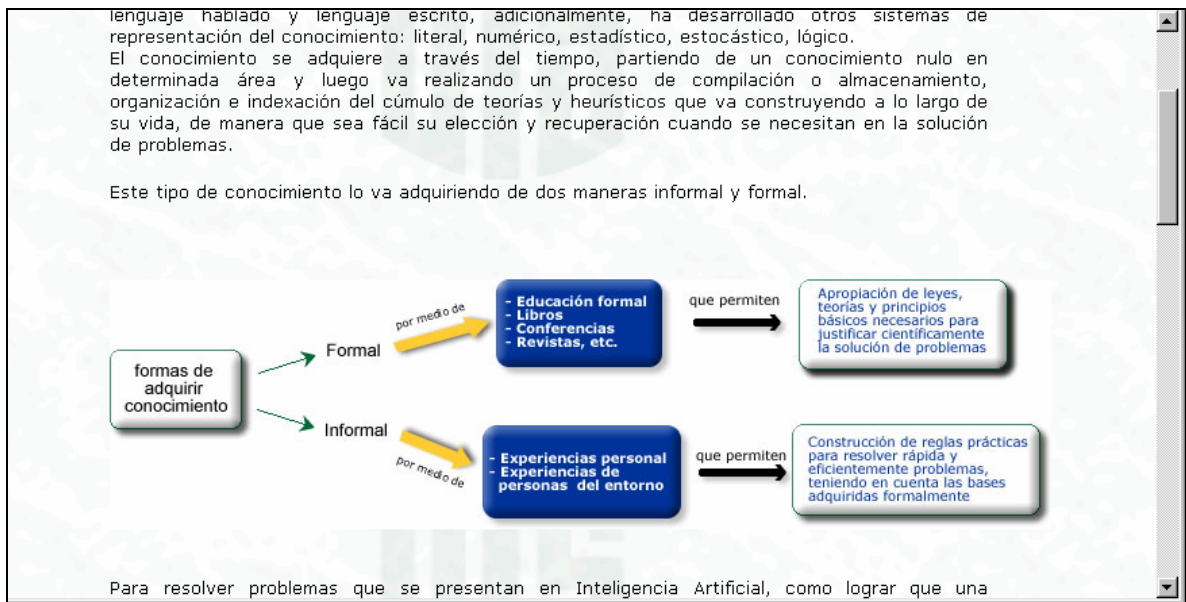 lenguaje hablado y lenguaje escrito, adicionalmente, ha desarrollado otros sistemas de
representación del conocimiento: literal, numérico, estadístico, estocástico, lógico.
El conocimiento se adquiere a través del tiempo, partiendo de un conocimiento nulo en
determinada área y luego va realizando un proceso de compilación o almacenamiento,
organización e indexación del cúmulo de teorías y heurísticos que va construyendo a lo largo de
su vida, de manera que sea fácil su elección y recuperación cuando se necesitan en la solución
de problemas.
Este tipo de conocimiento lo va adquiriendo de dos maneras informal y formal.
formas de
adquirir
conocimiento
Formal
por medio de
- Educación formal
- Libros
- Conferencias
- Revistas, etc.
que permiten
Apropiación de leyes,
teorías y principios
básicos necesarios para
justificar científicamente
la solución de problemas
Informal
por medio de
- Experiencias personal
- Experiencias de
personas del entorno
que permiten
Construcción de reglas prácticas
para resolver rápida y
eficientemente problemas,
teniendo en cuenta las bases
adquiridas formalmente
Para resolver problemas que se presentan en Inteligencia Artificial, como lograr que una